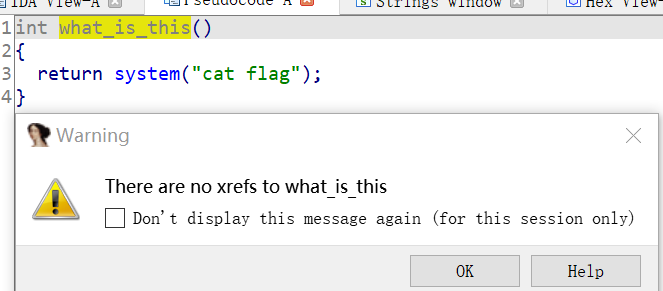 IDA View-A Pseudocode-A Strings window Hex View-
1 int what_is_this()
2 {
3 return system("cat flag");
4 }
Warning
There are no xrefs to what_is_this
Don't display this message again (for this session only)
OK Help